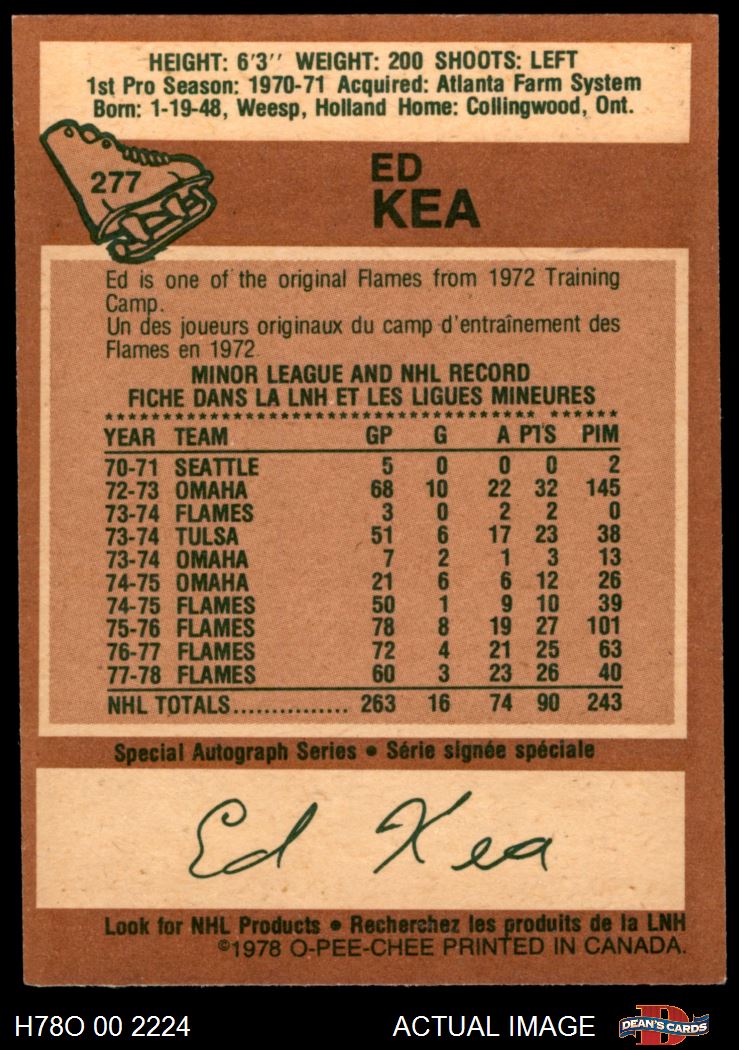 HEIGHT: 6'3'' WEIGHT: 200 SHOOTS: LEFT
1st Pro Season: 1970-71 Acquired: Atlanta Farm System
Born: 1-19-48, Weesp, Holland Home: Collingwood, Ont.
277
ED
KEA
Ed is one of the original Flames from 1972 Training
Camp.
Un des joueurs originaux du camp d'entraînement des
Flames en 1972.
MINOR LEAGUE AND NHL RECORD
FICHE DANS LA LNH ET LES LIGUES MINEURES
YEAR TEAM GP G A PTS PIM
70-71 SEATTLE 5 0 0 0 2
72-73 OMAHA 68 10 22 32 145
73-74 FLAMES 3 0 2 2 0
73-74 TULSA 51 6 17 23 38
73-74 OMAHA 7 2 1 3 13
74-75 OMAHA 21 6 6 12 26
74-75 FLAMES 50 1 9 10 39
75-76 FLAMES 78 8 19 27 101
76-77 FLAMES 72 4 21 25 63
77-78 FLAMES 60 3 23 26 40
NHL TOTALS............... 263 16 74 90 243
Special Autograph Series • Série signée spéciale
Ed Kea
Look for NHL Products • Recherchez les produits de la LNH
©1978 O-PEE-CHEE PRINTED IN CANADA.
H78O 00 2224 ACTUAL IMAGE D DEAN'S CARDS